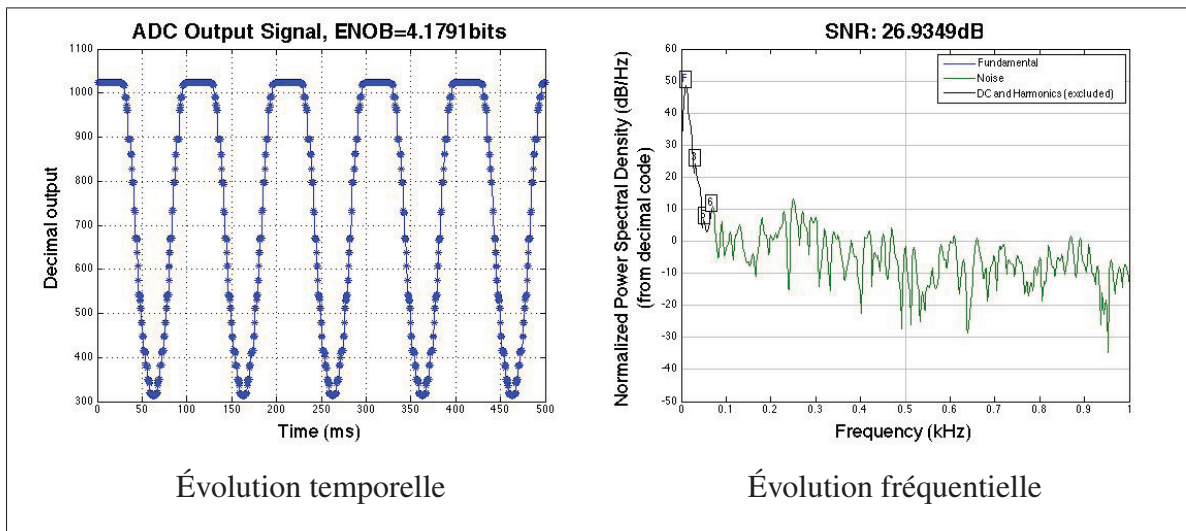 ADC Output Signal, ENOB=4.1791bits
1100
1000
900
800
700
600
500
400
300
Decimal output
0 50 100 150 200 250 300 350 400 450 500
Time (ms)
Évolution temporelle
SNR: 26.9349dB
60
50
40
30
20
10
0
-10
-20
-30
-40
-50
Normalized Power Spectral Density (dB/Hz)
(from decimal code)
Fundamental
Noise
DC and Harmonics (excluded)
F
3
5
6
0 0.1 0.2 0.3 0.4 0.5 0.6 0.7 0.8 0.9 1
Frequency (kHz)
Évolution fréquentielle